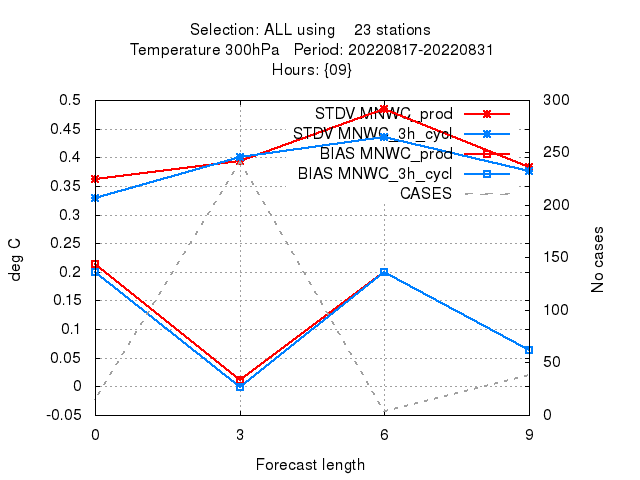 Selection: ALL using    23 stations
Temperature 300hPa   Period: 20220817-20220831
Hours: {09}
STDV MNWC_prod
STDV MNWC_3h_cycl
BIAS MNWC_prod
BIAS MNWC_3h_cycl
CASES
0.5
0.45
0.4
0.35
0.3
0.25
0.2
0.15
0.1
0.05
0
-0.05
deg C
300
250
200
150
100
50
0
No cases
0 3 6 9
Forecast length